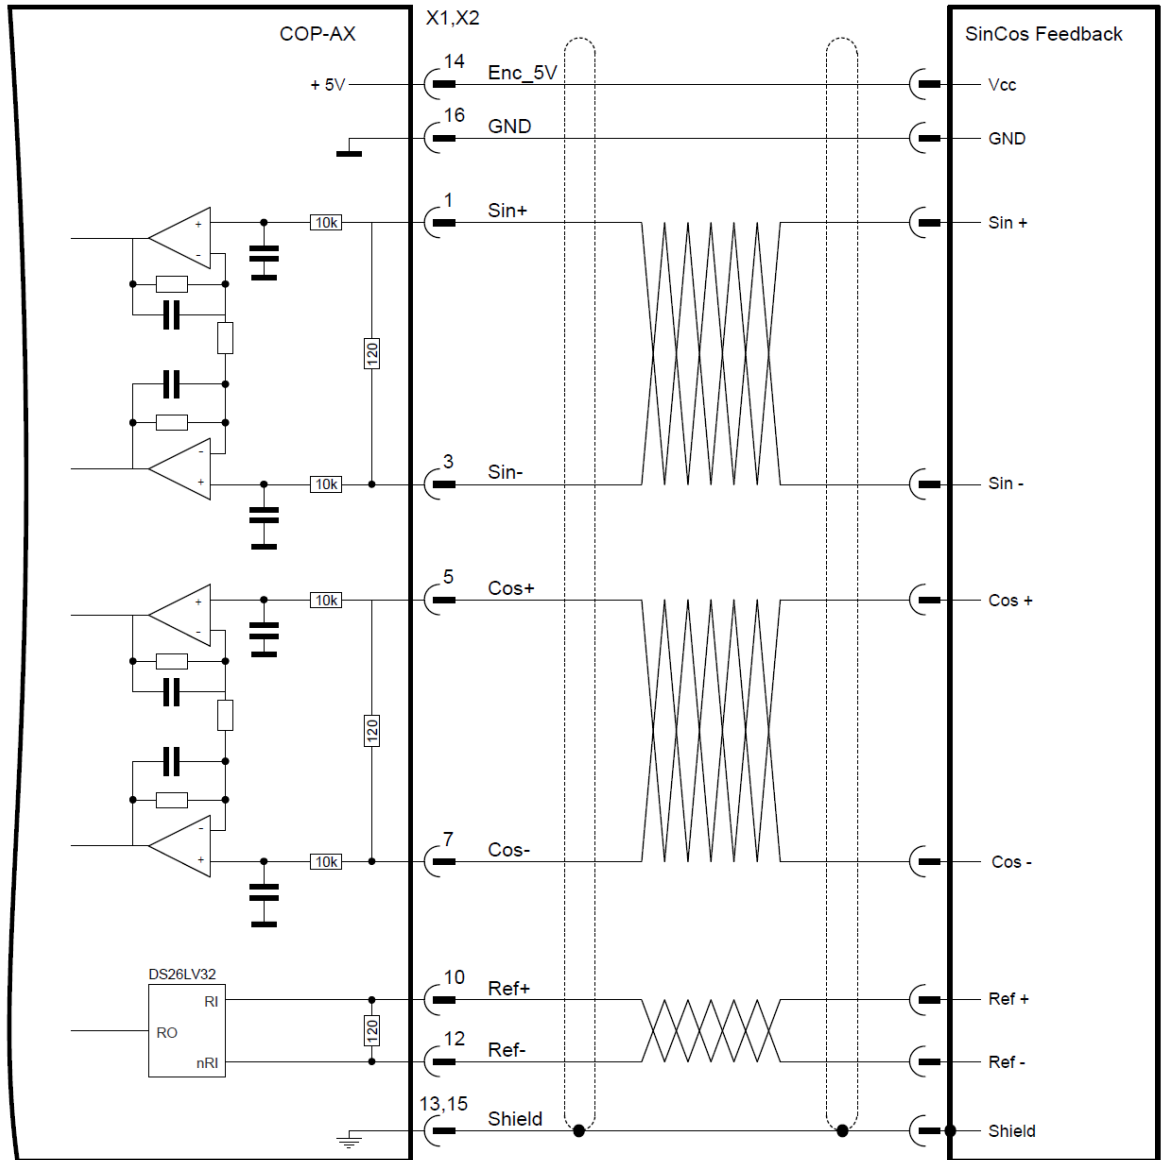 COP-AX
X1,X2
SinCos Feedback
+ 5V
14
Enc_5V
Vcc
16
GND
GND
+
-
10k
1
Sin+
Sin +
120
-
+
10k
3
Sin-
Sin -
+
-
10k
5
Cos+
Cos +
120
-
+
10k
7
Cos-
Cos -
DS26LV32
RI
RO
nRI
120
10
Ref+
Ref +
12
Ref-
Ref -
13,15
Shield
Shield